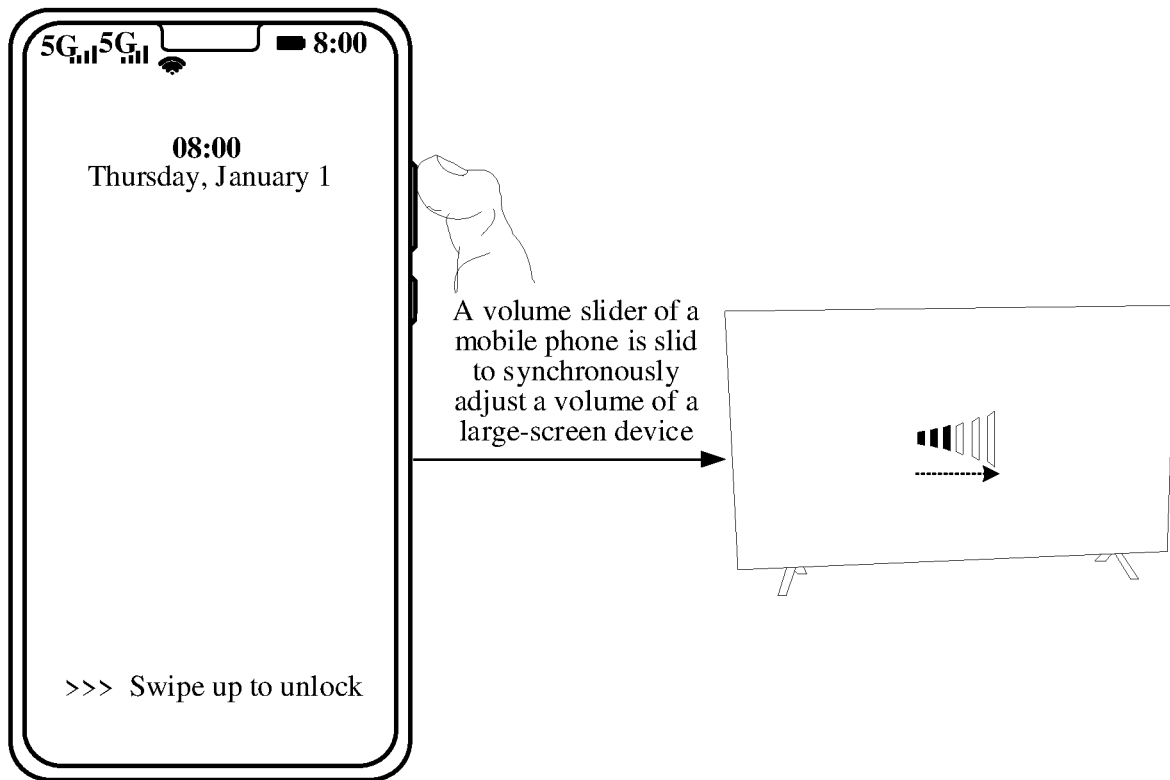 5G 5G 8:00
08:00
Thursday, January 1
A volume slider of a
mobile phone is slid
to synchronously
adjust a volume of a
large-screen device
>>> Swipe up to unlock